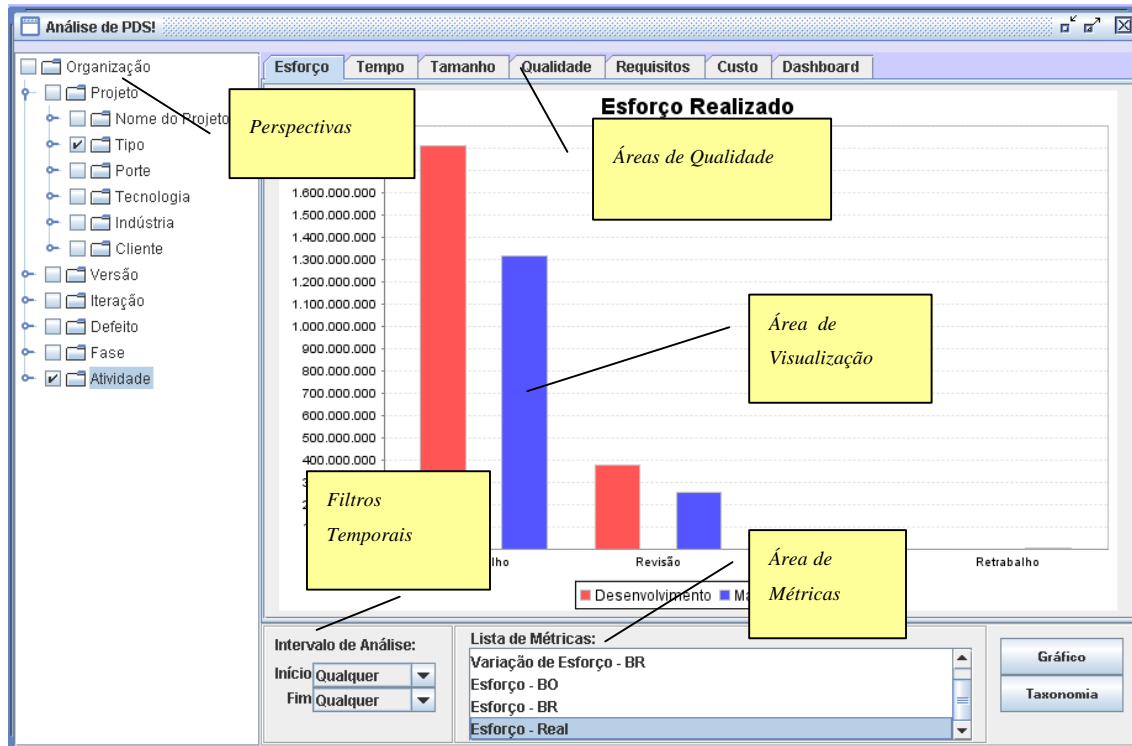 Análise de PDS!
Organização
Projeto
Nome do Projeto
Tipo
Porte
Tecnologia
Indústria
Cliente
Versão
Iteração
Defeito
Fase
Atividade
Esforço Tempo Tamanho Qualidade Requisitos Custo Dashboard
Esforço Realizado
Perspectivas
Áreas de Qualidade
1.600.000.000
1.500.000.000
1.400.000.000
1.300.000.000
1.200.000.000
1.100.000.000
1.000.000.000
900.000.000
800.000.000
700.000.000
600.000.000
500.000.000
400.000.000
Área de
Visualização
Filtros
Temporais
Área de
Métricas
Revisão
Retrabalho
Desenvolvimento
Intervalo de Análise:
Início Qualquer
Fim Qualquer
Lista de Métricas:
Variação de Esforço - BR
Esforço - BO
Esforço - BR
Esforço - Real
Gráfico
Taxonomia